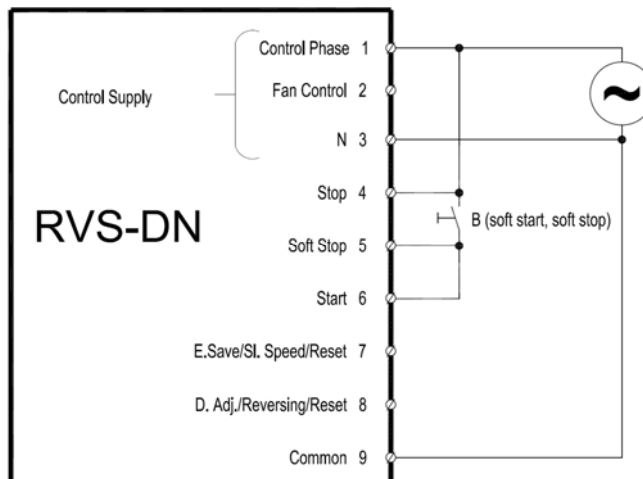 Control Phase 1
Fan Control 2
Control Supply
N 3
Stop 4
RVS-DN
B (soft start, soft stop)
Soft Stop 5
Start 6
E.Save/Sl. Speed/Reset 7
D. Adj./Reversing/Reset 8
Common 9